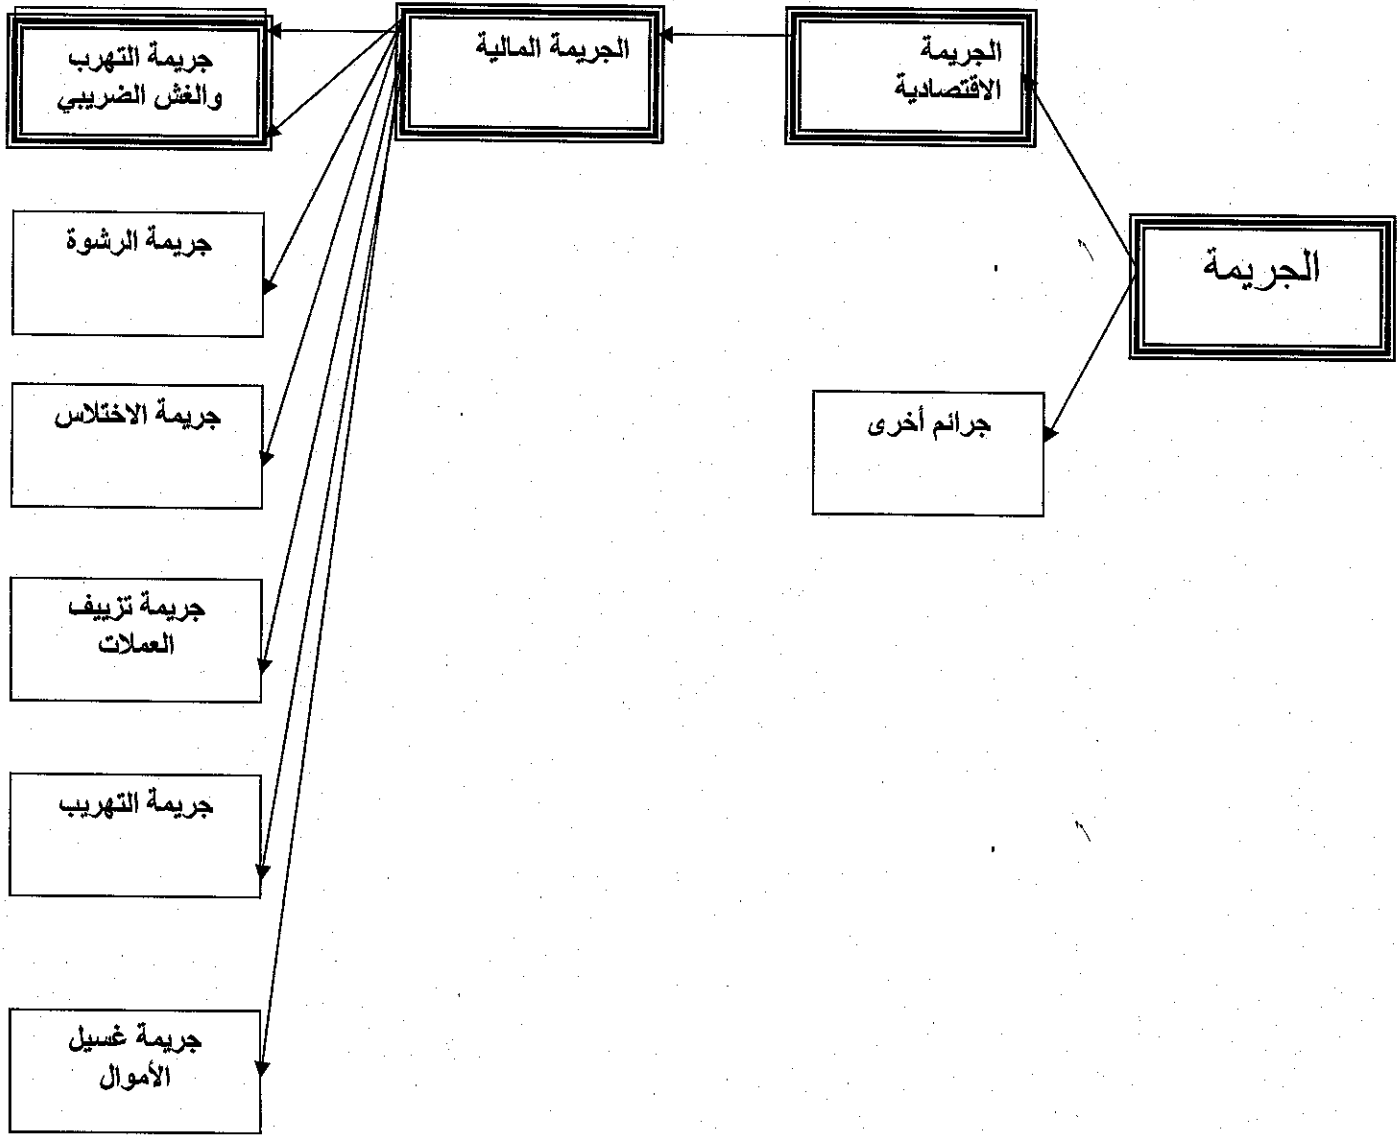 الجريمة
الجريمة
الاقتصادية
جرائم أخرى
الجريمة المالية
جريمة التهرب
والغش الضريبي
جريمة الرشوة
جريمة الاختلاس
جريمة تزييف
العملات
جريمة التهريب
جريمة غسيل
الأموال